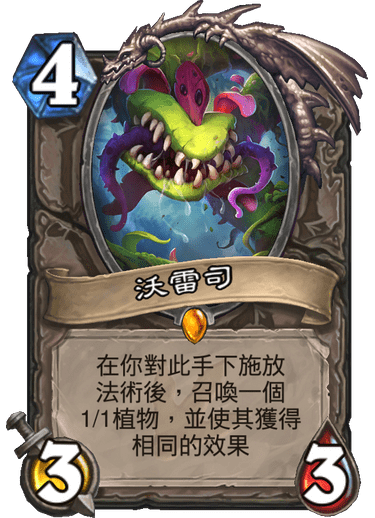 4
沃雷司
在你對此手下施放
法術後，召喚一個
1/1植物，並使其獲得
相同的效果
3
3